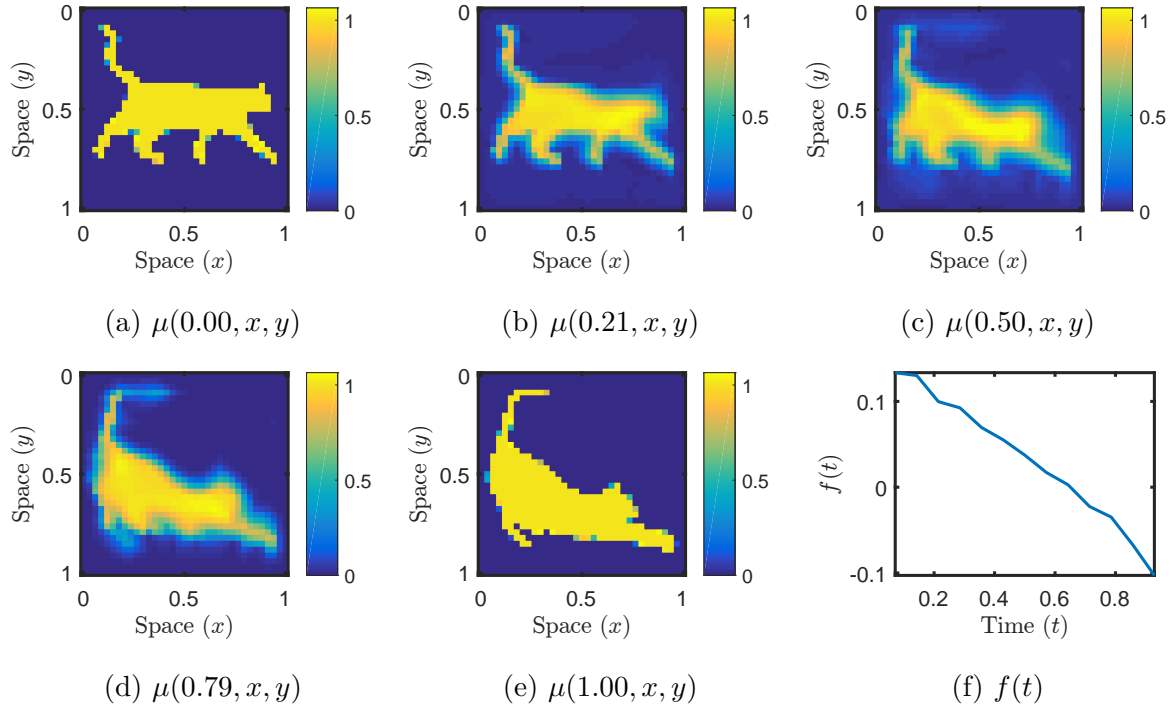 0
0.5
1
Space (y)
0 0.5 1
Space (x)
1
0.5
0
(a) μ(0.00, x, y)
0
0.5
1
Space (y)
0 0.5 1
Space (x)
1
0.5
0
(b) μ(0.21, x, y)
0
0.5
1
Space (y)
0 0.5 1
Space (x)
1
0.5
0
(c) μ(0.50, x, y)
0
0.5
1
Space (y)
0 0.5 1
Space (x)
1
0.5
0
(d) μ(0.79, x, y)
0
0.5
1
Space (y)
0 0.5 1
Space (x)
1
0.5
0
(e) μ(1.00, x, y)
0.1
0
-0.1
f(t)
0.2 0.4 0.6 0.8
Time (t)
(f) f(t)